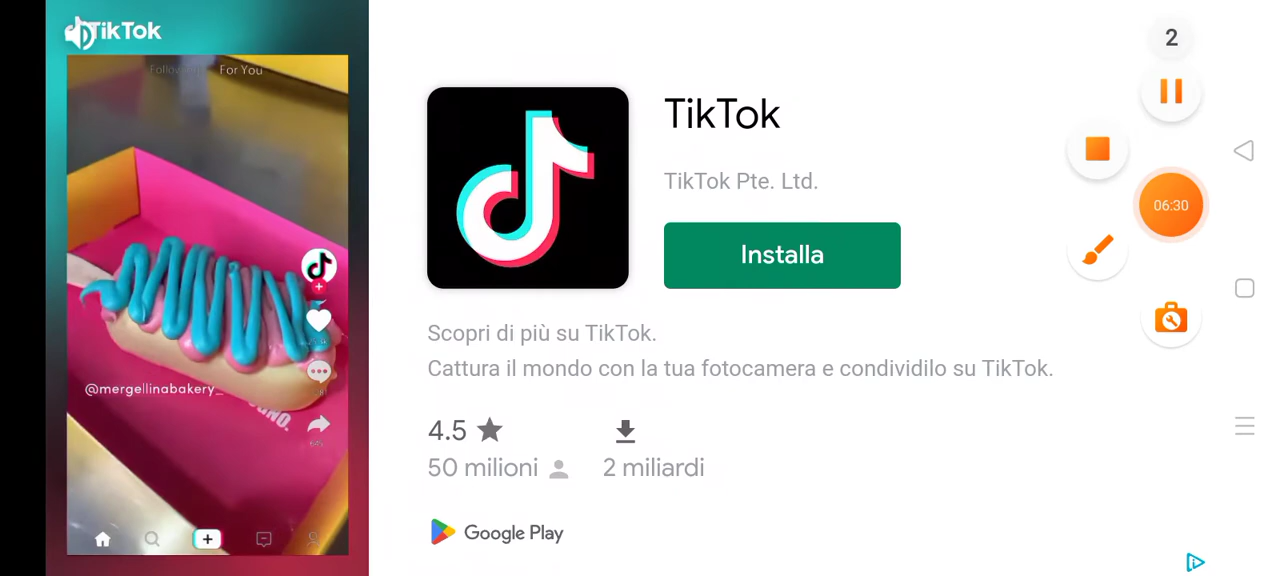 TikTok
For You
@mergellinabakery_
TikTok
TikTok Pte. Ltd.
Installa
Scopri di più su TikTok.
Cattura il mondo con la tua fotocamera e condividilo su TikTok.
4.5
50 milioni 2 miliardi
Google Play
2
06:30